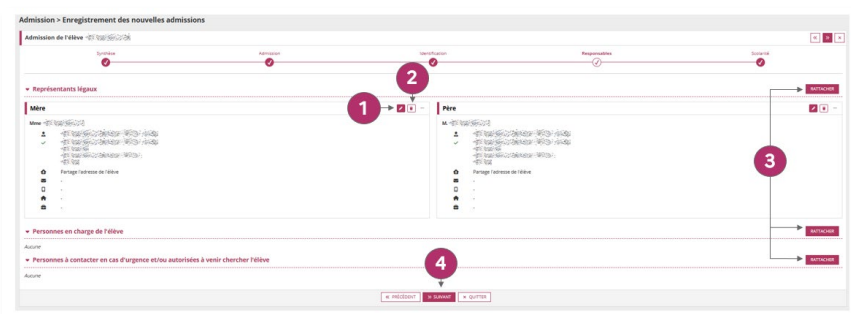 Admission > Enregistrement des nouvelles admissions
Admission de l'élève
Synthèse Admission Identification Responsables Scolarité
2
Représentants légaux RATTACHER
1
Mère Père
Mme M.
3
Partage l'adresse de l'élève Partage l'adresse de l'élève
- -
- -
- -
- -
Personnes en charge de l'élève RATTACHER
Aucune
4
Personnes à contacter en cas d'urgence et/ou autorisées à venir chercher l'élève RATTACHER
Aucune
« PRÉCÉDENT » SUIVANT × QUITTER